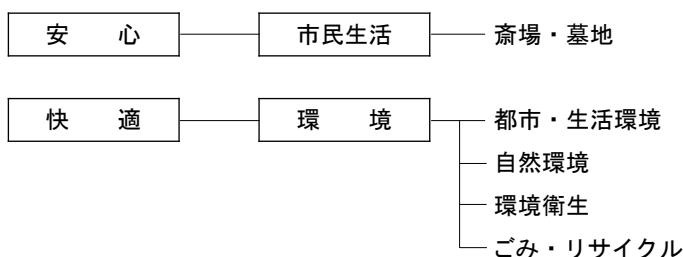 安心 市民生活 斎場・墓地
快適 環境 都市・生活環境
自然環境
環境衛生
ごみ・リサイクル